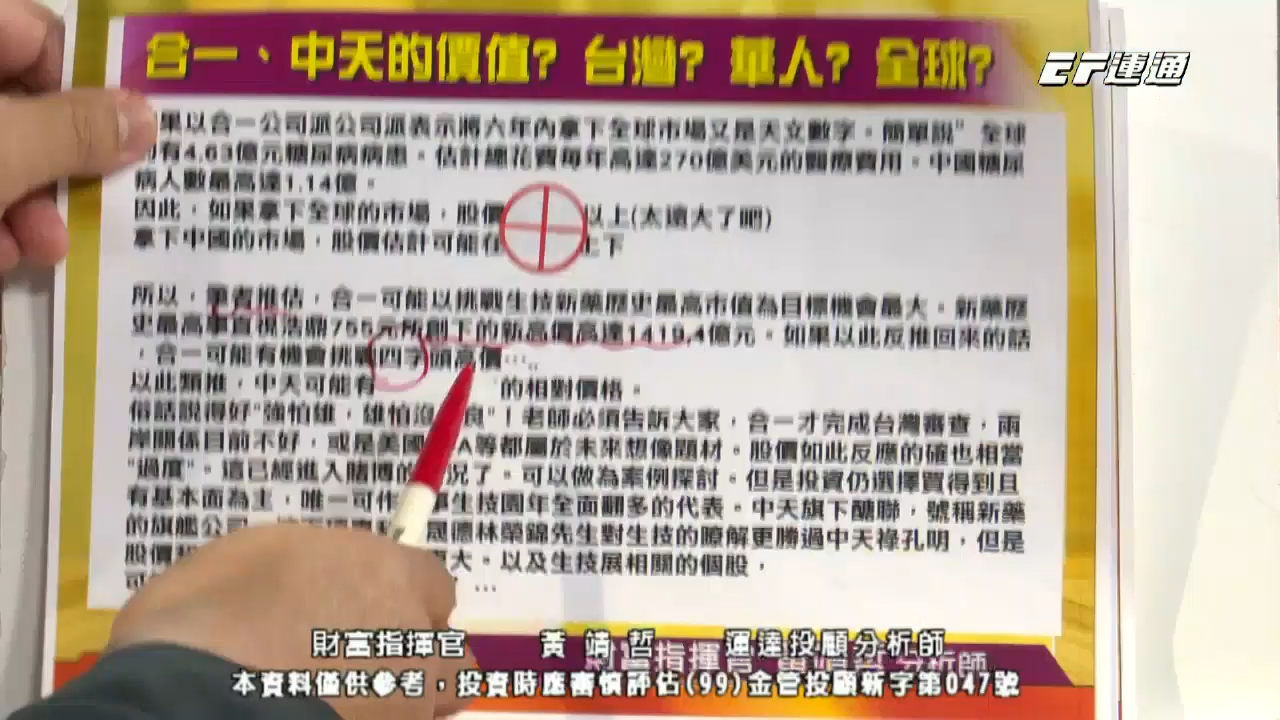 合一、中天的價值？台灣？華人？全球？
EF運通
果以合一公司派公司派表示將六年內拿下全球市場又是天文數字。簡單說"全球
有4.63億元糖尿病病患。估計總花費每年高達270億美元的醫療費用。中國糖尿
病人數最高達1.14億。
因此，如果拿下全球的市場，股價 以上(太遠大了吧)
拿下中國的市場，股價估計可能在 上下
所以，筆者推估，合一可能以挑戰生技新藥歷史最高市值為目標機會最大。新藥歷
史最高 浩鼎755元所創下的新高價高達1419.4億元。如果以此反推回來的話
，合一可能有機會挑戰四字頭高價…..
以此類推，中天可能有 的相對價格。
俗話說得好"強怕雄，雄怕沒 良"！老師必須告訴大家，合一才完成台灣審查，兩
岸關係目前不好，或是美國 A等都屬於未來想像題材。股價如此反應的確也相當
"過度"。這已經進入賭博的 況了。可以做為案例探討。但是投資仍選擇買得到且
有基本面為主，唯一可作 生技園年全面翻多的代表。中天旗下醣聯，號稱新藥
的旗艦公司 晟德林榮錦先生對生技的瞭解更勝過中天祿孔明，但是
股價 大。以及生技展相關的個股，
可 …
財富指揮官 黃靖哲 分析師
財富指揮官 黃靖哲 運達投顧分析師
本資料僅供參考，投資時應審慎評估(99)金管投顧新字第047號